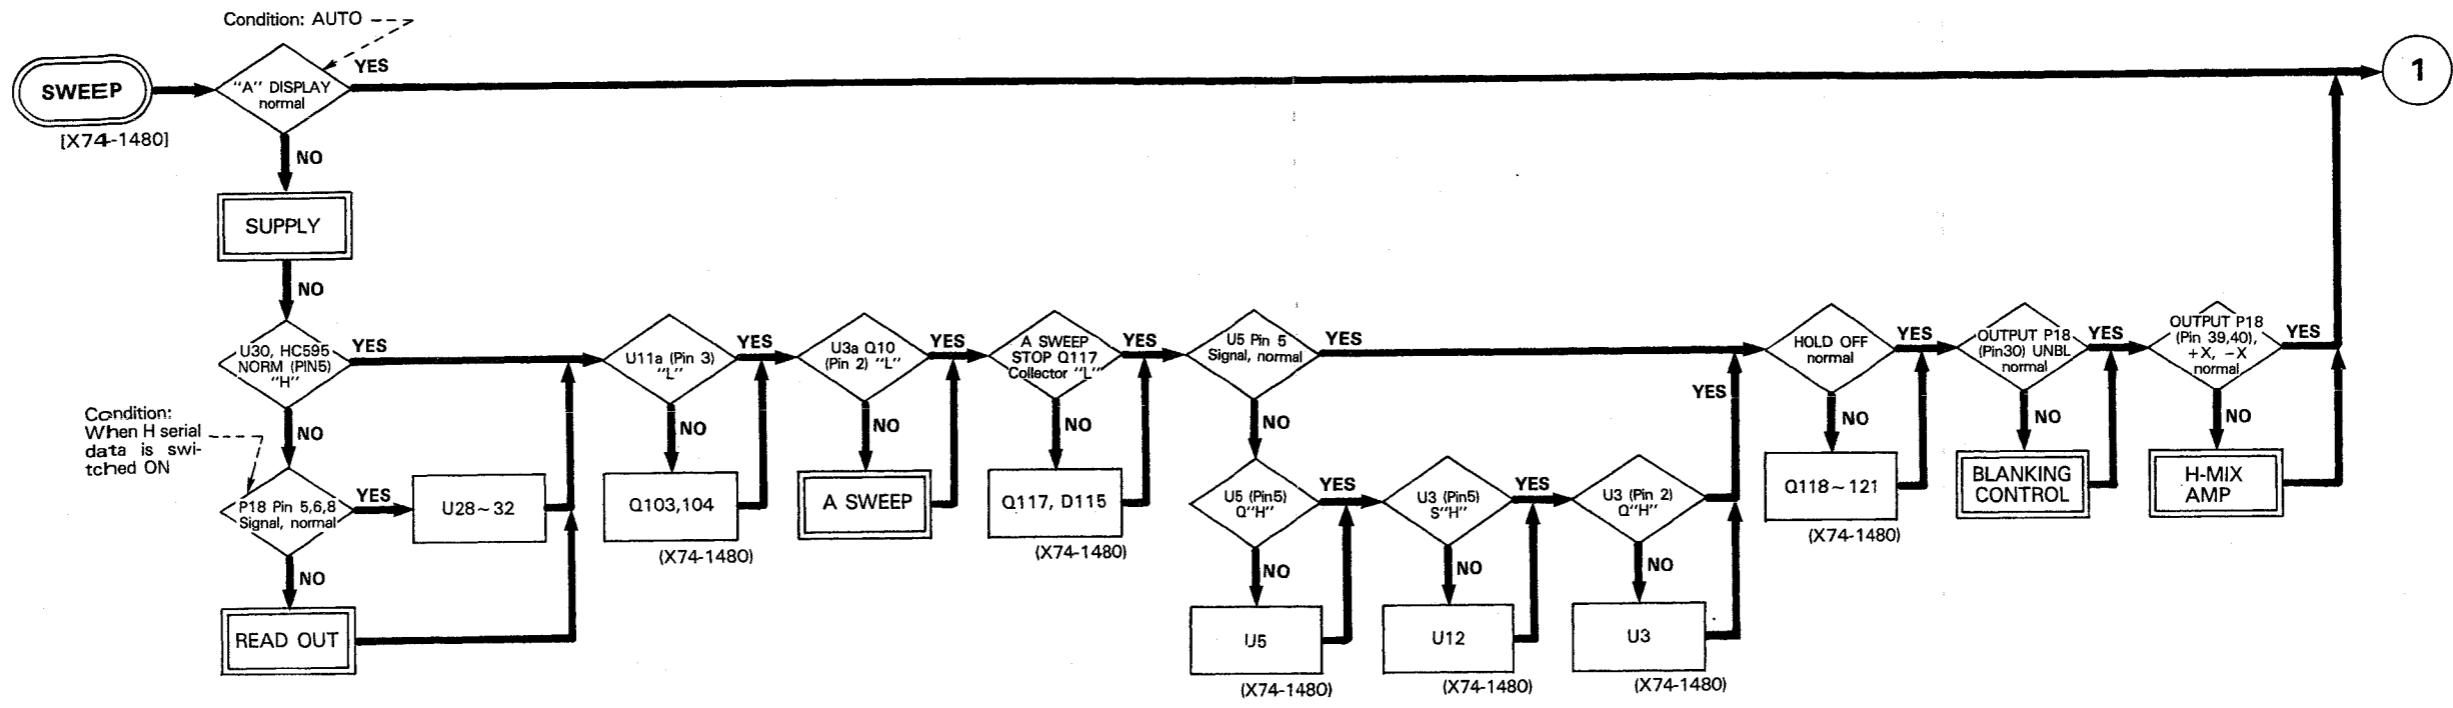 Condition: AUTO
SWEEP
[X74-1480]
"A" DISPLAY
normal
YES
1
NO
SUPPLY
NO
U30, HC595
NORM (PIN5)
"H"
YES
U11a (Pin 3)
"L"
YES
U3a Q10
(Pin 2) "L"
YES
A SWEEP
STOP Q117
Collector "L"
YES
U5 Pin 5
Signal, normal
YES
HOLD OFF
normal
YES
OUTPUT P18
(Pin30) UNBL
normal
YES
OUTPUT P18
(Pin 39,40),
+X, -X
normal
YES
Condition:
When H serial
data is swi-
tched ON
NO
NO
NO
NO
NO
YES
NO
NO
NO
P18 Pin 5,6,8
Signal, normal
YES
U28~32
Q103,104
(X74-1480)
A SWEEP
Q117, D115
(X74-1480)
U5 (Pin5)
Q"H"
YES
U3 (Pin5)
S"H"
YES
U3 (Pin 2)
Q"H"
Q118~121
(X74-1480)
BLANKING
CONTROL
H-MIX
AMP
NO
READ OUT
NO
U5
(X74-1480)
NO
U12
(X74-1480)
NO
U3
(X74-1480)